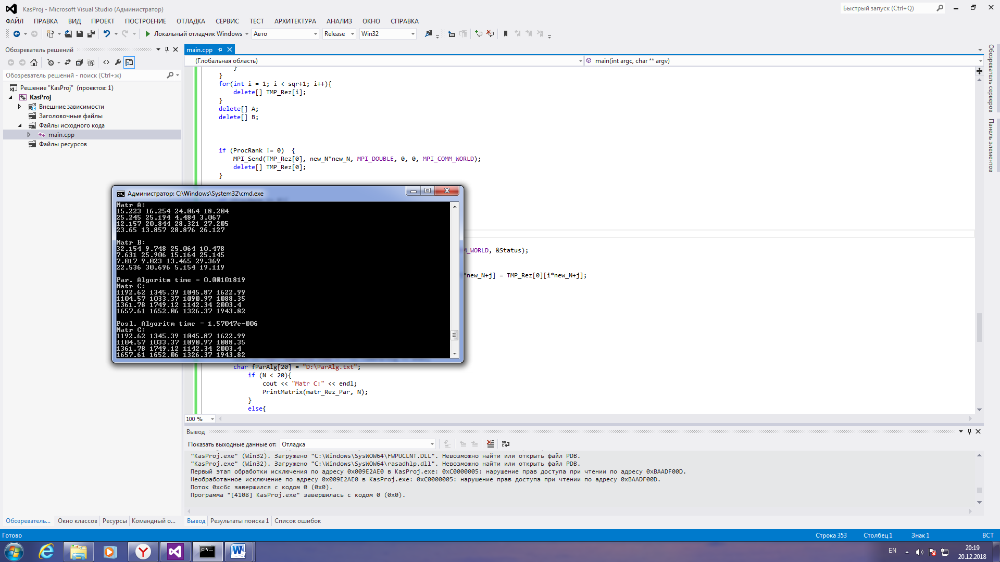 KasProj - Microsoft Visual Studio (Администратор)
Быстрый запуск (Ctrl+Q)
ФАЙЛ ПРАВКА ВИД ПРОЕКТ ПОСТРОЕНИЕ ОТЛАДКА СЕРВИС ТЕСТ АРХИТЕКТУРА АНАЛИЗ ОКНО СПРАВКА
Локальный отладчик Windows Авто Release Win32
Обозреватель решений
Обозреватель решений - поиск (Ctrl+ж)
Решение "KasProj" (проектов: 1)
KasProj
Внешние зависимости
Заголовочные файлы
Файлы исходного кода
main.cpp
Файлы ресурсов
main.cpp
(Глобальная область) main(int argc, char ** argv)
}
}
for(int i = 1; i < sqr+1; i++){
delete[] TMP_Rez[i];
}
delete[] A;
delete[] B;
if (ProcRank != 0)  {
MPI_Send(TMP_Rez[0], new_N*new_N, MPI_DOUBLE, 0, 0, MPI_COMM_WORLD);
delete[] TMP_Rez[0];
}
M_WORLD, &Status);
*new_N+j] = TMP_Rez[0][i*new_N+j];
char fParAlg[20] = "D:\ParAlg.txt";
if (N < 20){
cout << "Matr C:" << endl;
PrintMatrix(matr_Rez_Par, N);
}
else{
100 %
Администратор: C:\Windows\System32\cmd.exe
Matr A:
15.223 16.254 24.064 18.204
25.245 25.194 4.484 3.067
12.157 20.844 28.321 27.205
23.65 13.857 28.876 26.127
Matr B:
32.154 9.748 25.064 10.478
7.631 25.906 15.164 25.145
7.017 9.023 13.465 29.369
22.536 30.696 5.154 19.119
Par. Algoritm time = 0.00101819
Matr C:
1192.62 1345.39 1045.87 1622.99
1104.57 1033.37 1090.97 1088.35
1361.78 1749.12 1142.34 2003.4
1657.61 1652.06 1326.37 1943.82
Posl. Algoritm time = 1.57047e-006
Matr C:
1192.62 1345.39 1045.87 1622.99
1104.57 1033.37 1090.97 1088.35
1361.78 1749.12 1142.34 2003.4
1657.61 1652.06 1326.37 1943.82
Вывод
Показать выходные данные от: Отладка
"KasProj.exe" (Win32). Загружено "C:\Windows\SysWOW64\FWPUCLNT.DLL". Невозможно найти или открыть файл PDB.
"KasProj.exe" (Win32). Загружено "C:\Windows\SysWOW64\rasadhlp.dll". Невозможно найти или открыть файл PDB.
Первый этап обработки исключения по адресу 0x009E2AE0 в KasProj.exe: 0xC0000005: нарушение прав доступа при чтении по адресу 0xBAADF00D.
Необработанное исключение по адресу 0x009E2AE0 в KasProj.exe: 0xC0000005: нарушение прав доступа при чтении по адресу 0xBAADF00D.
Поток 0xc6c завершился с кодом 0 (0x0).
Программа "[4108] KasProj.exe" завершилась с кодом 0 (0x0).
Обозреватель... Окно классов Ресурсы Командный о...
Вывод Результаты поиска 1 Список ошибок
Обозреватель серверов
Панель элементов
Готово Строка 353 Столбец 1 Знак 1 ВСТ
EN
20:19
20.12.2018